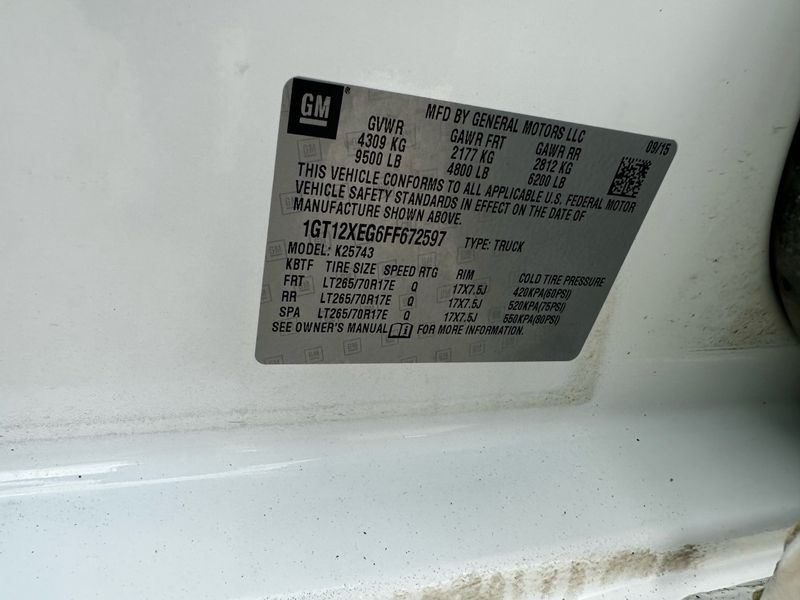 GM ®
MFD BY GENERAL MOTORS LLC
09/15
GVWR GAWR FRT GAWR RR
4309 KG 2177 KG 2812 KG
9500 LB 4800 LB 6200 LB
THIS VEHICLE CONFORMS TO ALL APPLICABLE U.S. FEDERAL MOTOR
VEHICLE SAFETY STANDARDS IN EFFECT ON THE DATE OF
MANUFACTURE SHOWN ABOVE.
1GT12XEG6FF672597 TYPE: TRUCK
MODEL: K25743
KBTF TIRE SIZE SPEED RTG RIM COLD TIRE PRESSURE
FRT LT265/70R17E Q 17X7.5J 420KPA(60PSI)
RR LT265/70R17E Q 17X7.5J 520KPA(75PSI)
SPA LT265/70R17E Q 17X7.5J 550KPA(80PSI)
SEE OWNER'S MANUAL FOR MORE INFORMATION.